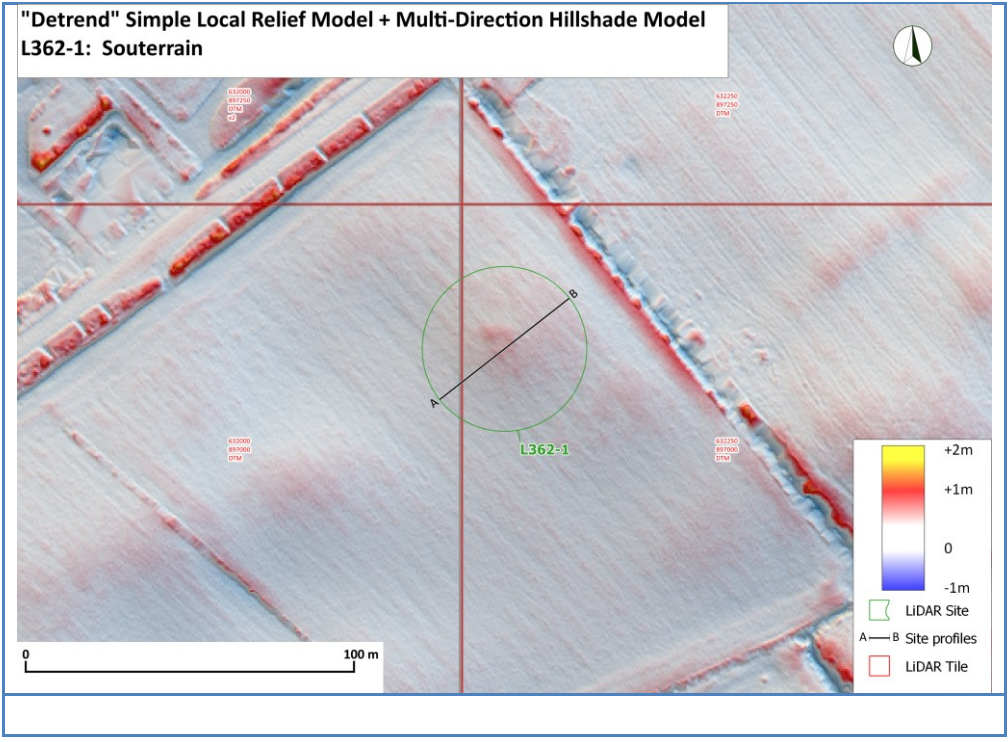 "Detrend" Simple Local Relief Model + Multi-Direction Hillshade Model
L362-1: Souterrain
632000
897250
DTM
v2
632250
897250
DTM
B
A
L362-1
632000
897000
DTM
632250
897000
DTM
+2m
+1m
0
-1m
LiDAR Site
A B Site profiles
LiDAR Tile
0 100 m